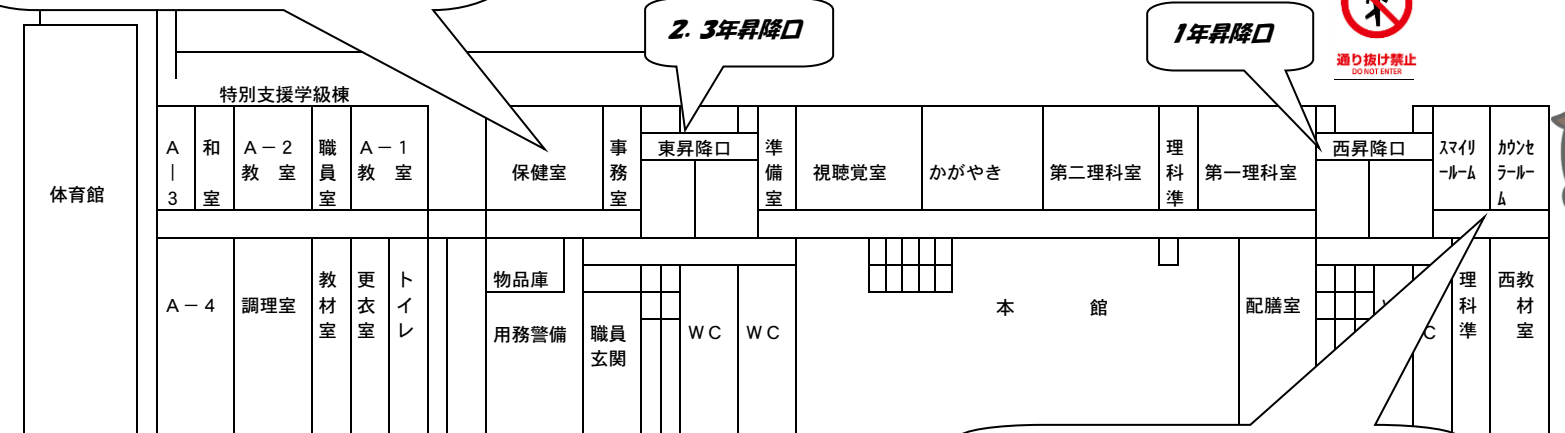 2. 3年昇降口
1年昇降口
通り抜け禁止
DO NOT ENTER
特別支援学級棟
体育館
A|3
和室
A－2
教室
職員室
A－1
教室
保健室
事務室
東昇降口
準備室
視聴覚室
かがやき
第二理科室
理科準
第一理科室
西昇降口
ｽﾏｲﾘ
ｰﾙｰﾑ
ｶｳﾝｾ
ﾗｰﾙｰ
ﾑ
A－4
調理室
教材室
更衣室
トイレ
物品庫
用務警備
職員
玄関
WC
WC
本館
配膳室
理科準
西教
材
室